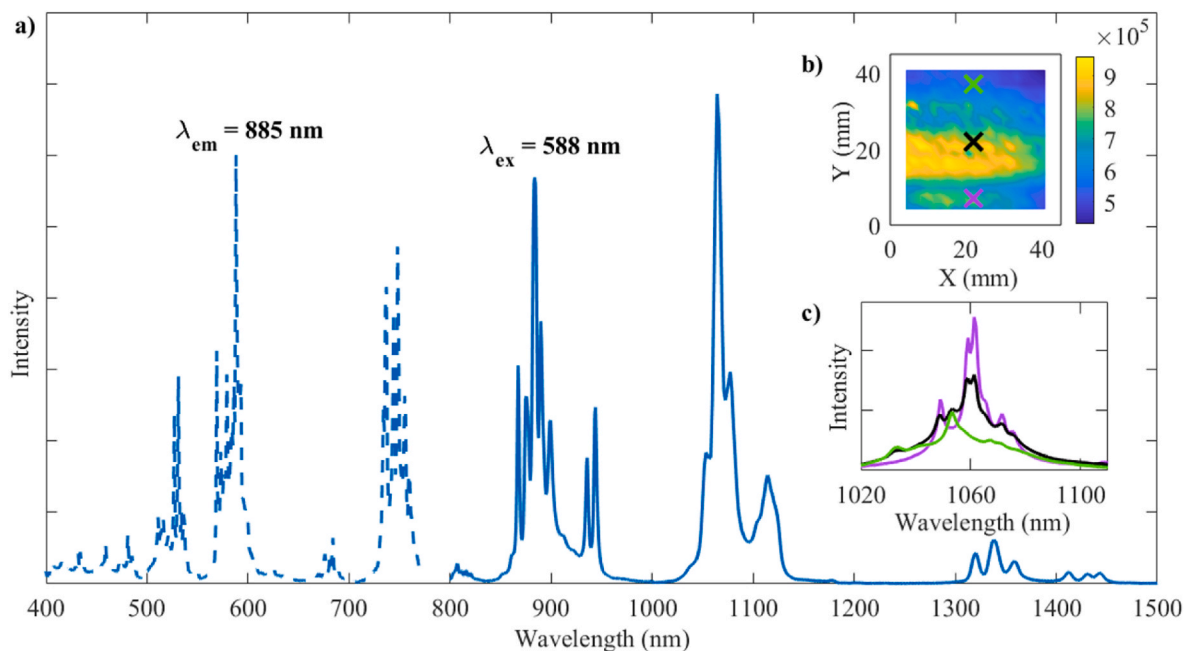 a)
λem = 885 nm
λex = 588 nm
Intensity
400 500 600 700 800 900 1000 1100 1200 1300 1400 1500
Wavelength (nm)
b)
×10^5
9
8
7
6
5
40
20
0
Y (mm)
0 20 40
X (mm)
c)
Intensity
1020 1060 1100
Wavelength (nm)